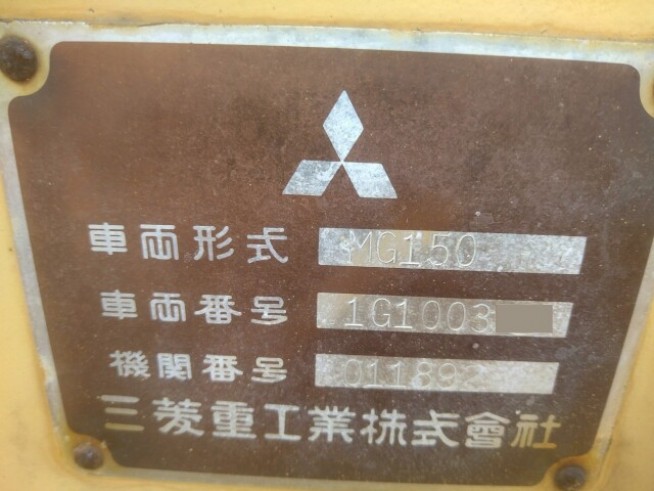 車両形式 MG150
車両番号 1G1003
機関番号 011892
三菱重工業株式會社